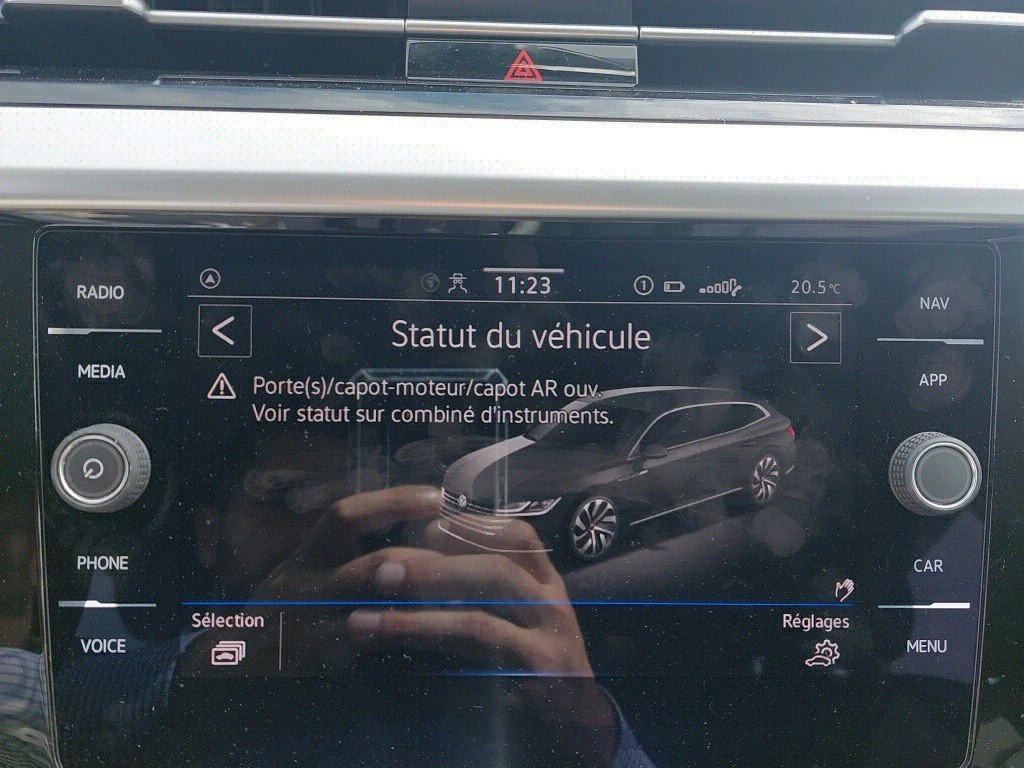 RADIO
MEDIA
PHONE
VOICE
11:23
1
20.5°C
Statut du véhicule
Porte(s)/capot-moteur/capot AR ouv.
Voir statut sur combiné d'instruments.
Sélection
Réglages
NAV
APP
CAR
MENU